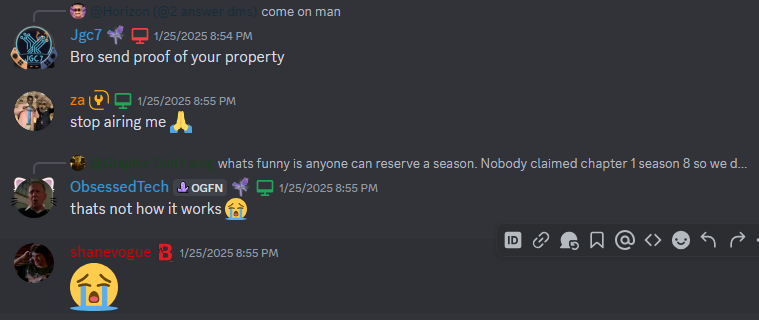 @Horizon (@2 answer dms) come on man
Jgc7 1/25/2025 8:54 PM
Bro send proof of your property
JGC7
za 1/25/2025 8:55 PM
stop airing me 🙏
whats funny is anyone can reserve a season. Nobody claimed chapter 1 season 8 so we d...
ObsessedTech OGFN 1/25/2025 8:55 PM
thats not how it works 😭
shanevogue B 1/25/2025 8:55 PM
😭
ID